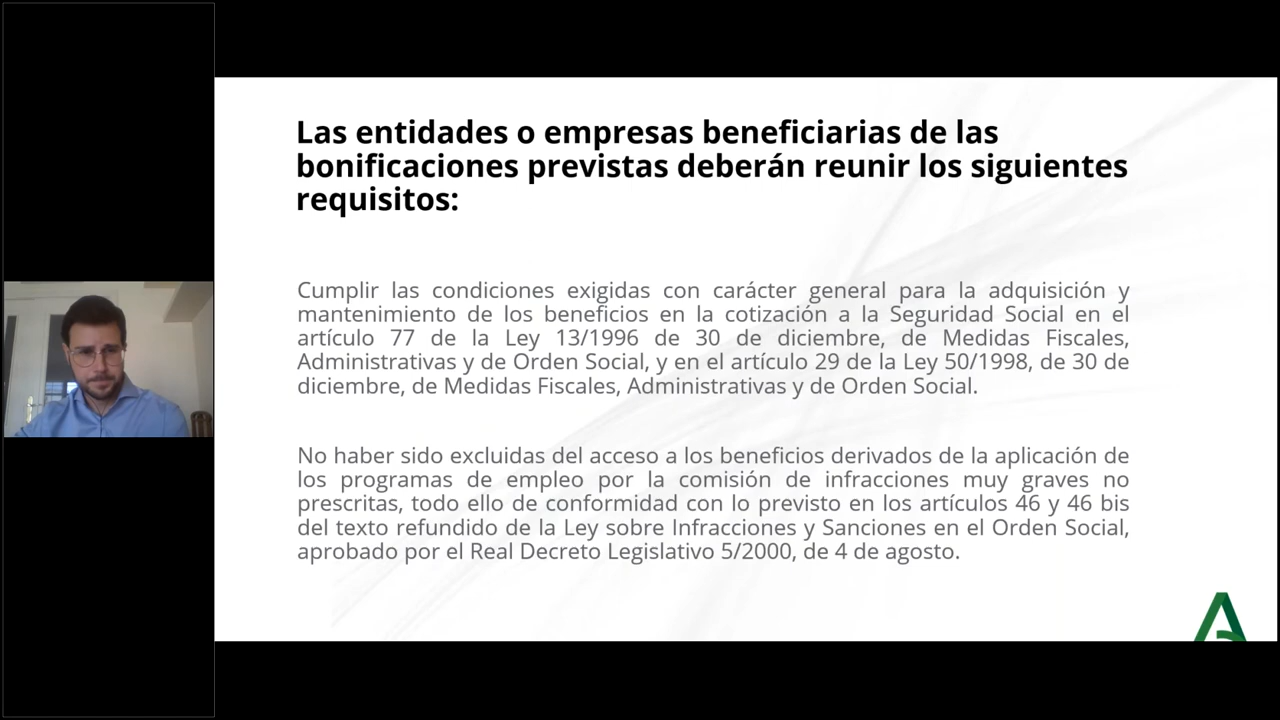 Las entidades o empresas beneficiarias de las
bonificaciones previstas deberán reunir los siguientes
requisitos:
Cumplir las condiciones exigidas con carácter general para la adquisición y
mantenimiento de los beneficios en la cotización a la Seguridad Social en el
artículo 77 de la Ley 13/1996 de 30 de diciembre, de Medidas Fiscales,
Administrativas y de Orden Social, y en el artículo 29 de la Ley 50/1998, de 30 de
diciembre, de Medidas Fiscales, Administrativas y de Orden Social.
No haber sido excluidas del acceso a los beneficios derivados de la aplicación de
los programas de empleo por la comisión de infracciones muy graves no
prescritas, todo ello de conformidad con lo previsto en los artículos 46 y 46 bis
del texto refundido de la Ley sobre Infracciones y Sanciones en el Orden Social,
aprobado por el Real Decreto Legislativo 5/2000, de 4 de agosto.